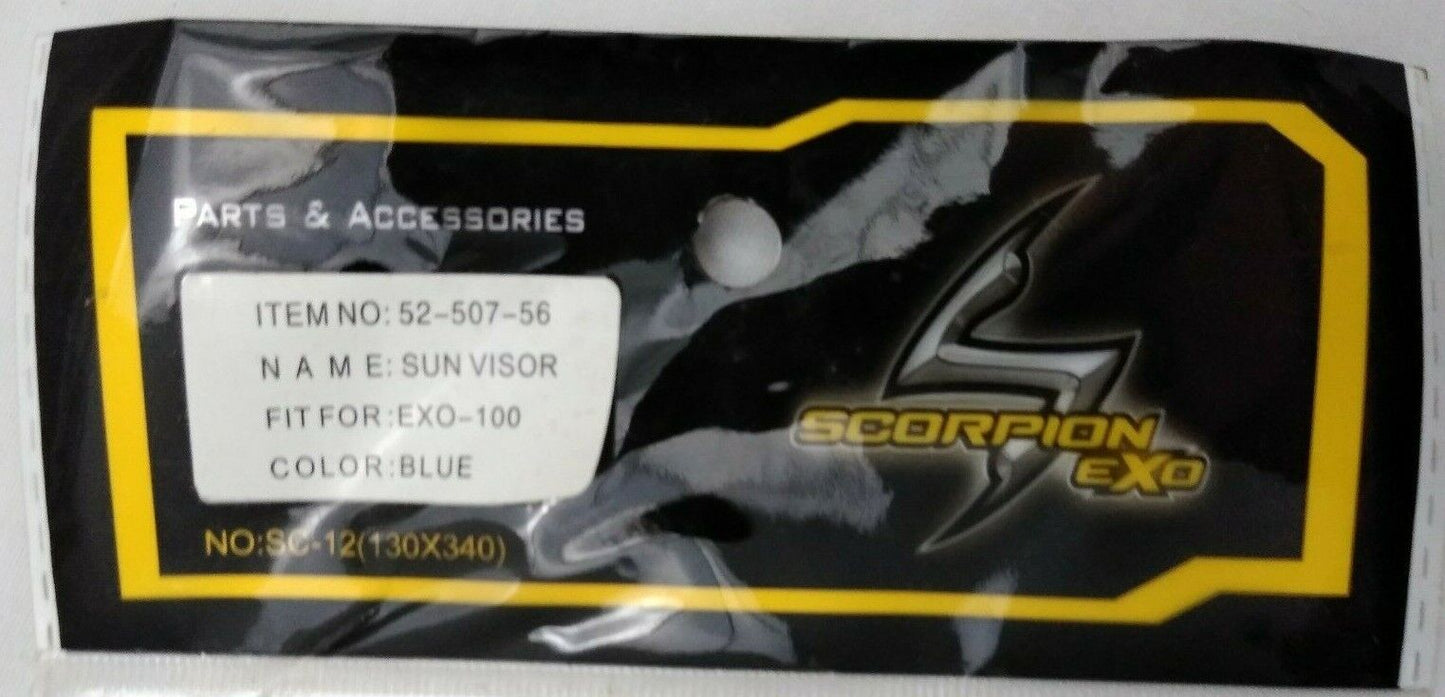 PARTS & ACCESSORIES
ITEM NO: 52-507-56
NAME: SUN VISOR
FIT FOR: EXO-100
COLOR: BLUE
NO:SC-12(130X340)
SCORPION
EXO